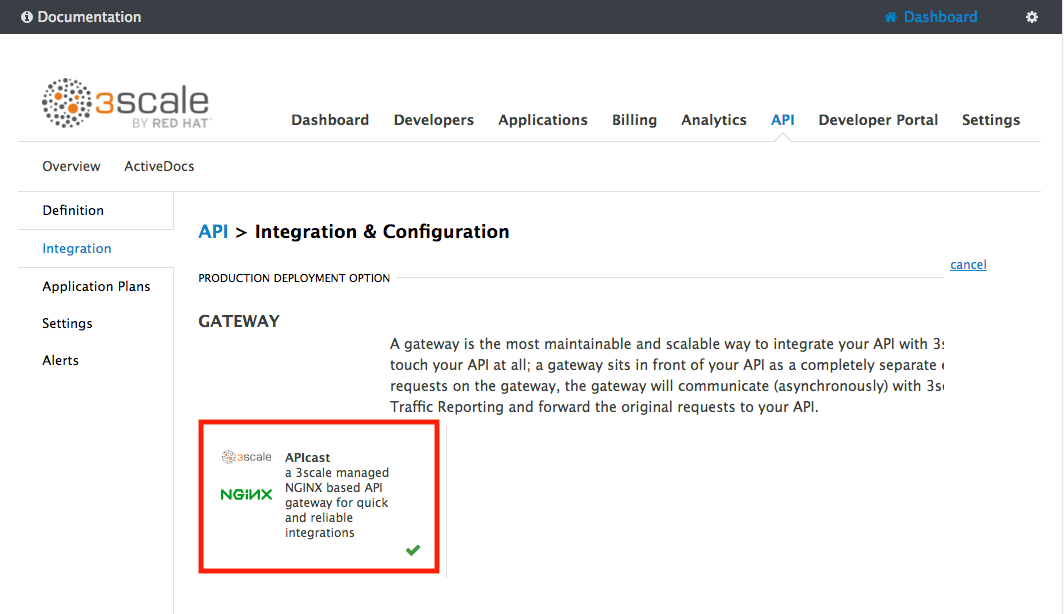 Documentation
Dashboard
3scale
BY RED HAT
Dashboard Developers Applications Billing Analytics API Developer Portal Settings
Overview ActiveDocs
Definition
Integration
Application Plans
Settings
Alerts
API > Integration & Configuration
cancel
PRODUCTION DEPLOYMENT OPTION
GATEWAY
A gateway is the most maintainable and scalable way to integrate your API with 3s
touch your API at all; a gateway sits in front of your API as a completely separate
requests on the gateway, the gateway will communicate (asynchronously) with 3sc
Traffic Reporting and forward the original requests to your API.
3scale
NGINX
APIcast
a 3scale managed
NGINX based API
gateway for quick
and reliable
integrations